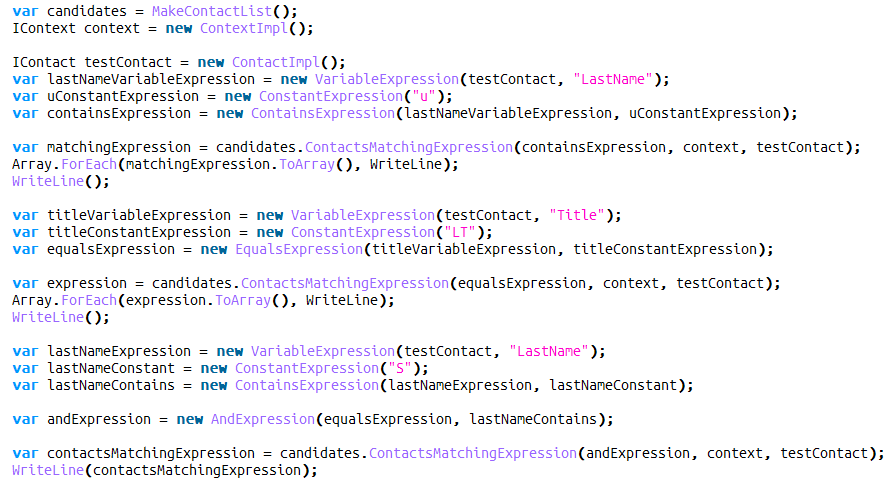 var candidates = MakeContactList();
IContext context = new ContextImpl();
IContact testContact = new ContactImpl();
var lastNameVariableExpression = new VariableExpression(testContact, "LastName");
var uConstantExpression = new ConstantExpression("u");
var containsExpression = new ContainsExpression(lastNameVariableExpression, uConstantExpression);
var matchingExpression = candidates.ContactsMatchingExpression(containsExpression, context, testContact);
Array.ForEach(matchingExpression.ToArray(), WriteLine);
WriteLine();
var titleVariableExpression = new VariableExpression(testContact, "Title");
var titleConstantExpression = new ConstantExpression("LT");
var equalsExpression = new EqualsExpression(titleVariableExpression, titleConstantExpression);
var expression = candidates.ContactsMatchingExpression(equalsExpression, context, testContact);
Array.ForEach(expression.ToArray(), WriteLine);
WriteLine();
var lastNameExpression = new VariableExpression(testContact, "LastName");
var lastNameConstant = new ConstantExpression("S");
var lastNameContains = new ContainsExpression(lastNameExpression, lastNameConstant);
var andExpression = new AndExpression(equalsExpression, lastNameContains);
var contactsMatchingExpression = candidates.ContactsMatchingExpression(andExpression, context, testContact);
WriteLine(contactsMatchingExpression);